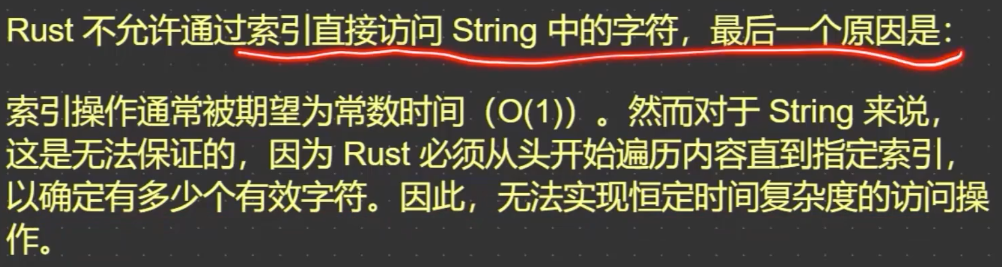 Rust 不允许通过索引直接访问 String 中的字符，最后一个原因是：
索引操作通常被期望为常数时间（O(1)）。然而对于 String 来说，
这是无法保证的，因为 Rust 必须从头开始遍历内容直到指定索引，
以确定有多少个有效字符。因此，无法实现恒定时间复杂度的访问操
作。